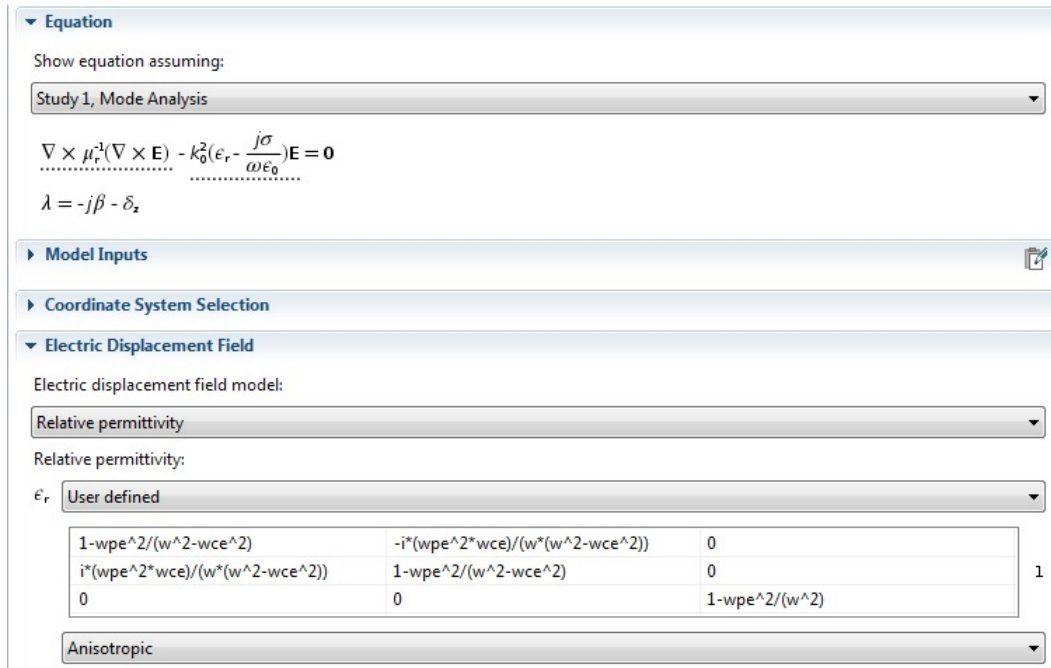 Equation
Show equation assuming:
Study 1, Mode Analysis
∇ × μᵣ⁻¹(∇ × E) - k₀²(ϵᵣ - jσ/ωϵ₀)E = 0
λ = -jβ - δ_z
Model Inputs
Coordinate System Selection
Electric Displacement Field
Electric displacement field model:
Relative permittivity
Relative permittivity:
ϵᵣ User defined
1-wpe^2/(w^2-wce^2) -i*(wpe^2*wce)/(w*(w^2-wce^2)) 0
i*(wpe^2*wce)/(w*(w^2-wce^2)) 1-wpe^2/(w^2-wce^2) 0 1
0 0 1-wpe^2/(w^2)
Anisotropic